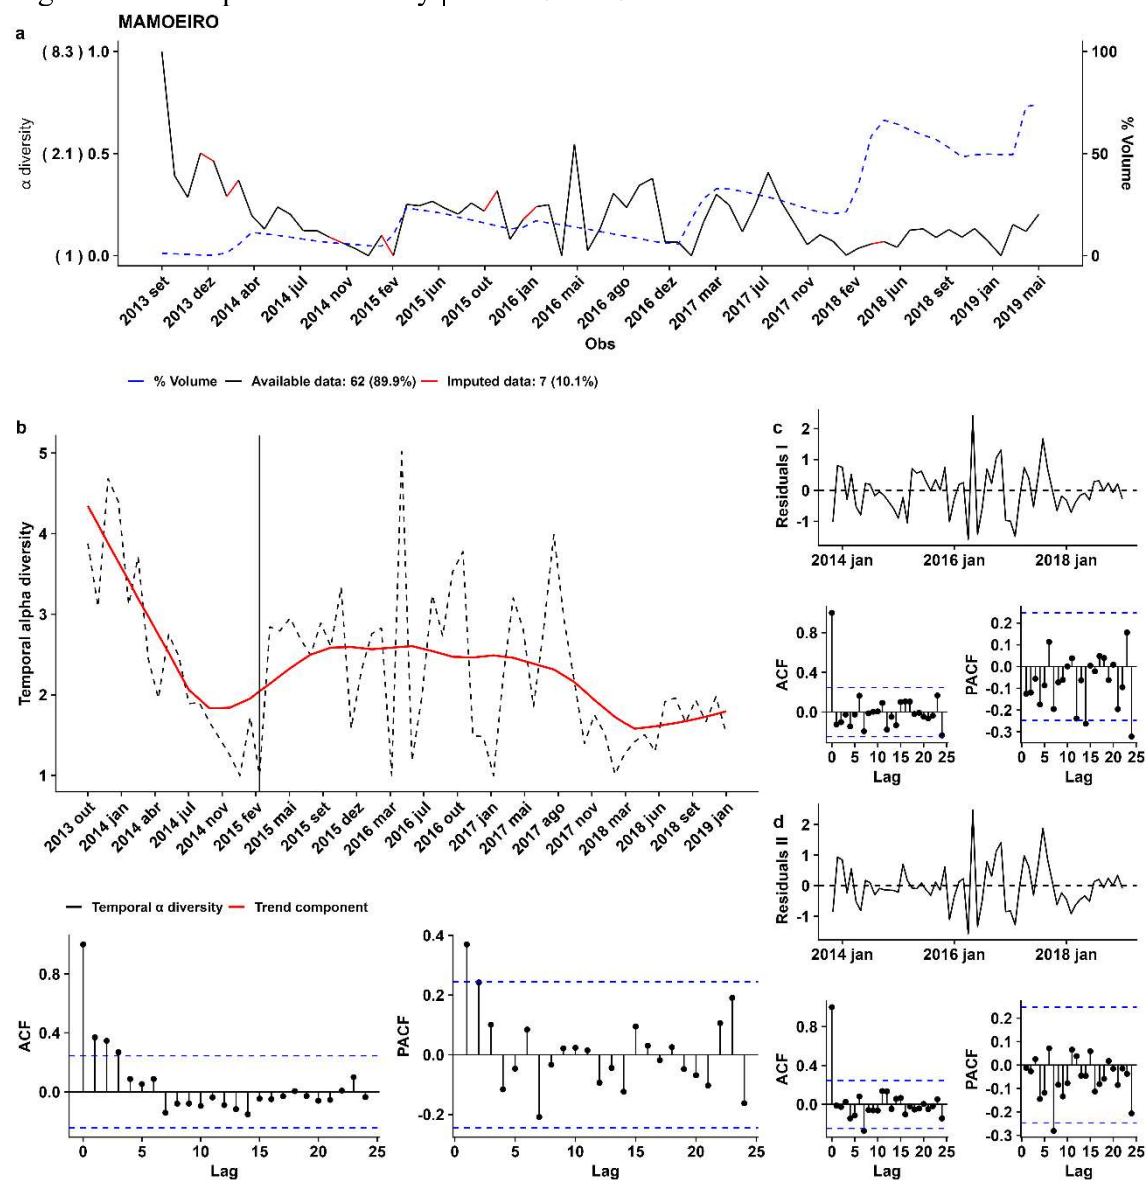 MAMOEIRO
a
( 8.3 ) 1.0
( 2.1 ) 0.5
( 1 ) 0.0
α diversity
100
50
0
% Volume
2013 set 2013 dez 2014 abr 2014 jul 2014 nov 2015 fev 2015 jun 2015 out 2016 jan 2016 mai 2016 ago 2016 dez 2017 mar 2017 jul 2017 nov 2018 fev 2018 jun 2018 set 2019 jan 2019 mai
Obs
% Volume Available data: 62 (89.9%) Imputed data: 7 (10.1%)
b
5
4
3
2
1
Temporal alpha diversity
2013 out 2014 jan 2014 abr 2014 jul 2014 nov 2015 fev 2015 mai 2015 set 2015 dez 2016 mar 2016 jul 2016 out 2017 jan 2017 mai 2017 ago 2017 nov 2018 mar 2018 jun 2018 set 2019 jan
Temporal α diversity Trend component
0.8
0.4
0.0
ACF
0 5 10 15 20 25
Lag
0.4
0.2
0.0
-0.2
PACF
0 5 10 15 20 25
Lag
c
2
1
0
-1
Residuals I
2014 jan 2016 jan 2018 jan
0.8
0.4
0.0
ACF
0 5 10 15 20 25
Lag
0.2
0.1
0.0
-0.1
-0.2
-0.3
PACF
0 5 10 15 20 25
Lag
d
2
1
0
-1
Residuals II
2014 jan 2016 jan 2018 jan
0.8
0.4
0.0
ACF
0 5 10 15 20 25
Lag
0.2
0.1
0.0
-0.1
-0.2
-0.3
PACF
0 5 10 15 20 25
Lag